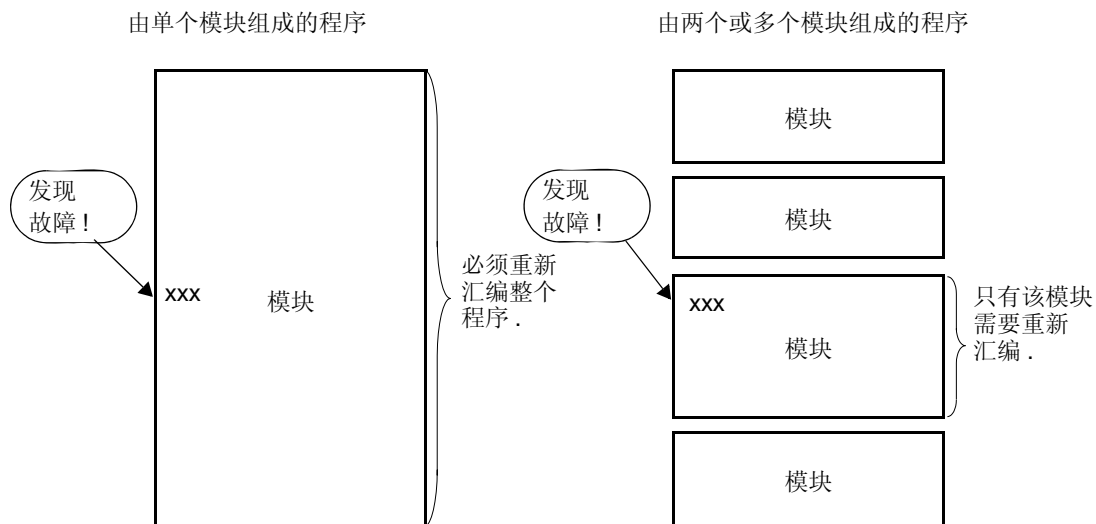 由单个模块组成的程序
发现
故障！
xxx
模块
必须重新
汇编整个
程序 .
由两个或多个模块组成的程序
模块
模块
发现
故障！
xxx
模块
只有该模块
需要重新
汇编 .
模块